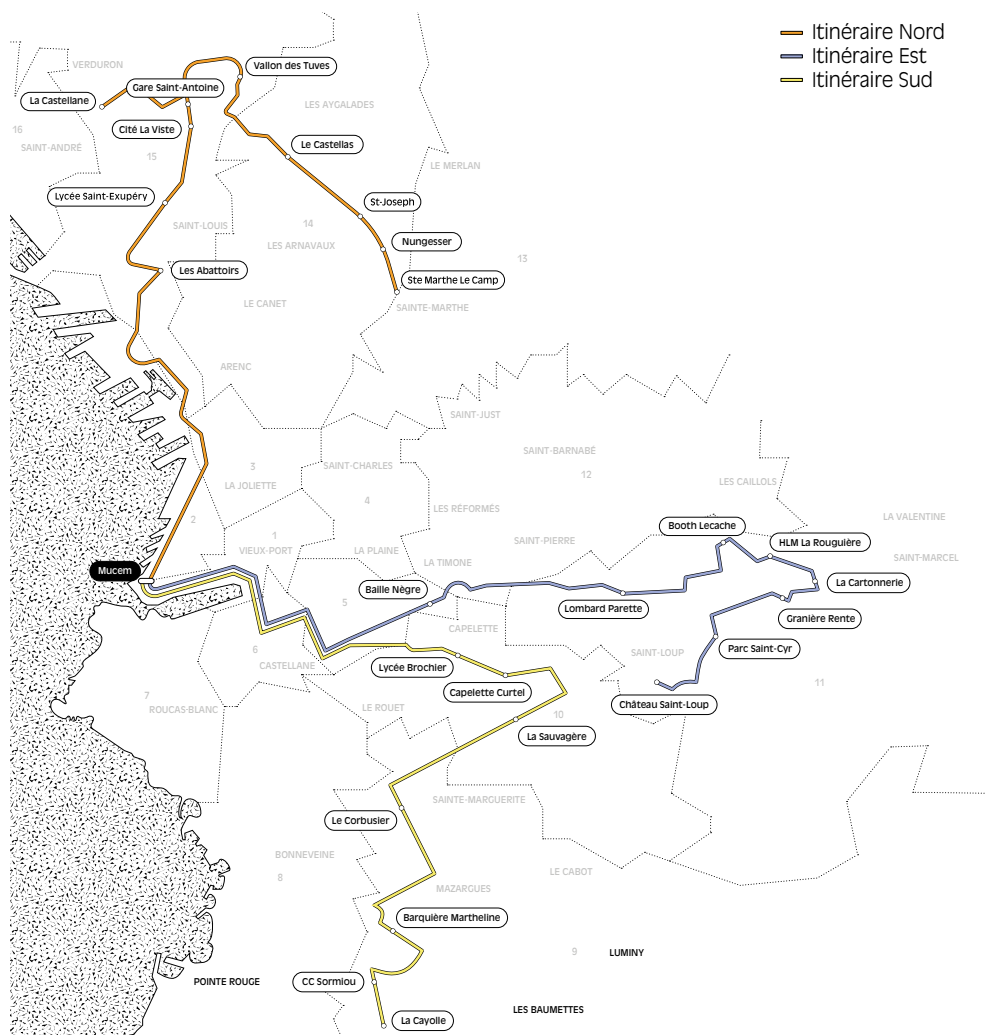 Itinéraire Nord
Itinéraire Est
Itinéraire Sud
VERDURON
Vallon des Tuves
Gare Saint-Antoine
La Castellane
LES AYGALADES
16
Cité La Viste
SAINT-ANDRÉ
15
Le Castellas
LE MERLAN
Lycée Saint-Exupéry
St-Joseph
SAINT-LOUIS
14
LES ARNAVAUX
Nungesser
13
Les Abattoirs
Ste Marthe Le Camp
LE CANET
SAINTE-MARTHE
ARENC
SAINT-JUST
SAINT-BARNABÉ
3
SAINT-CHARLES
12
LA JOLIETTE
LES CAILLOLS
4
LES RÉFORMÉS
2
LA VALENTINE
Booth Lecache
1
SAINT-PIERRE
HLM La Rouguière
VIEUX-PORT
LA PLAINE
SAINT-MARCEL
LA TIMONE
Mucem
La Cartonnerie
Baille Nègre
5
Lombard Parette
Granière Rente
CAPELETTE
6
Parc Saint-Cyr
SAINT-LOUP
CASTELLANE
Lycée Brochier
11
7
Capelette Curtel
Château Saint-Loup
ROUCAS-BLANC
LE ROUET
10
La Sauvagère
SAINTE-MARGUERITE
Le Corbusier
BONNEVEINE
LE CABOT
8
MAZARGUES
Barquière Martheline
9
LUMINY
POINTE ROUGE
CC Sormiou
LES BAUMETTES
La Cayolle